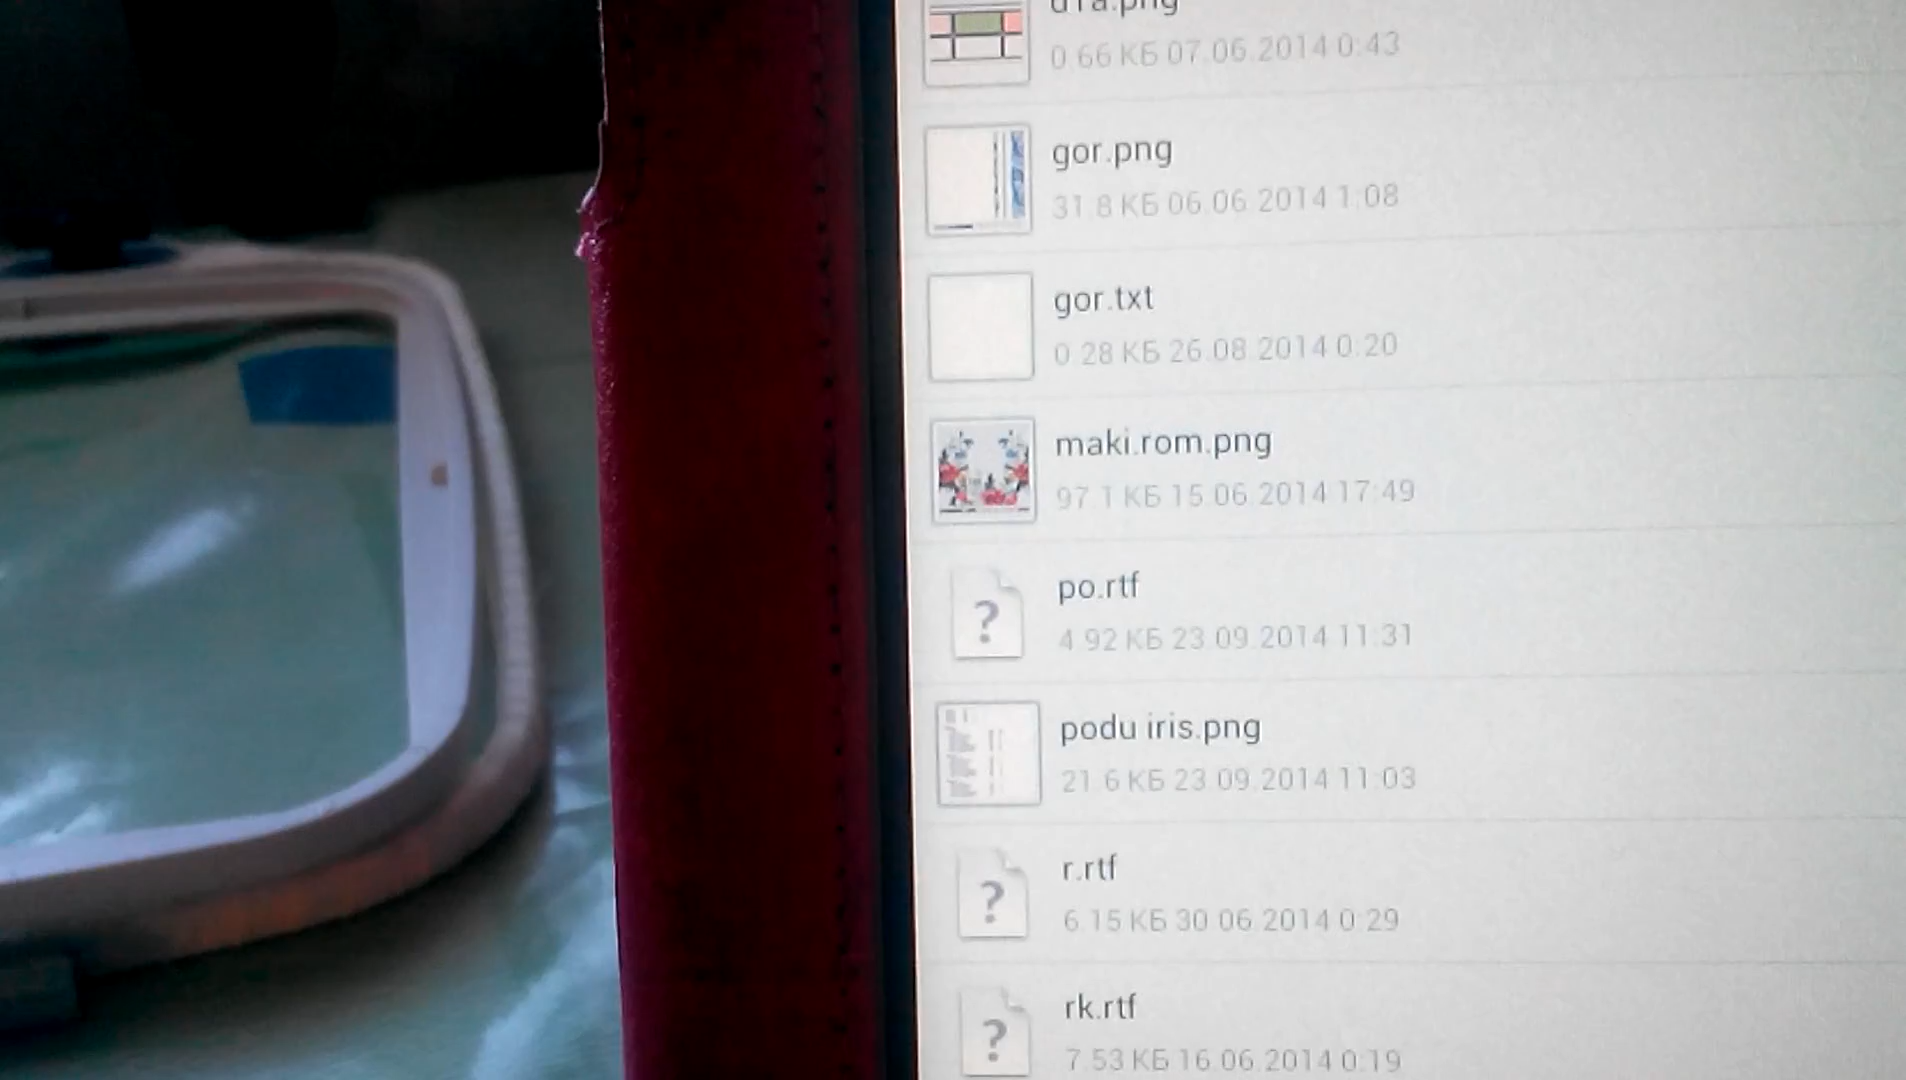 0.66 КБ 07.06.2014 0:43
gor.png
31.8 КБ 06.06.2014 1:08
gor.txt
0.28 КБ 26.08.2014 0:20
maki.rom.png
97.1 КБ 15.06.2014 17:49
po.rtf
4.92 КБ 23.09.2014 11:31
podu iris.png
21.6 КБ 23.09.2014 11:03
r.rtf
6.15 КБ 30.06.2014 0:29
rk.rtf
7.53 КБ 16.06.2014 0:19